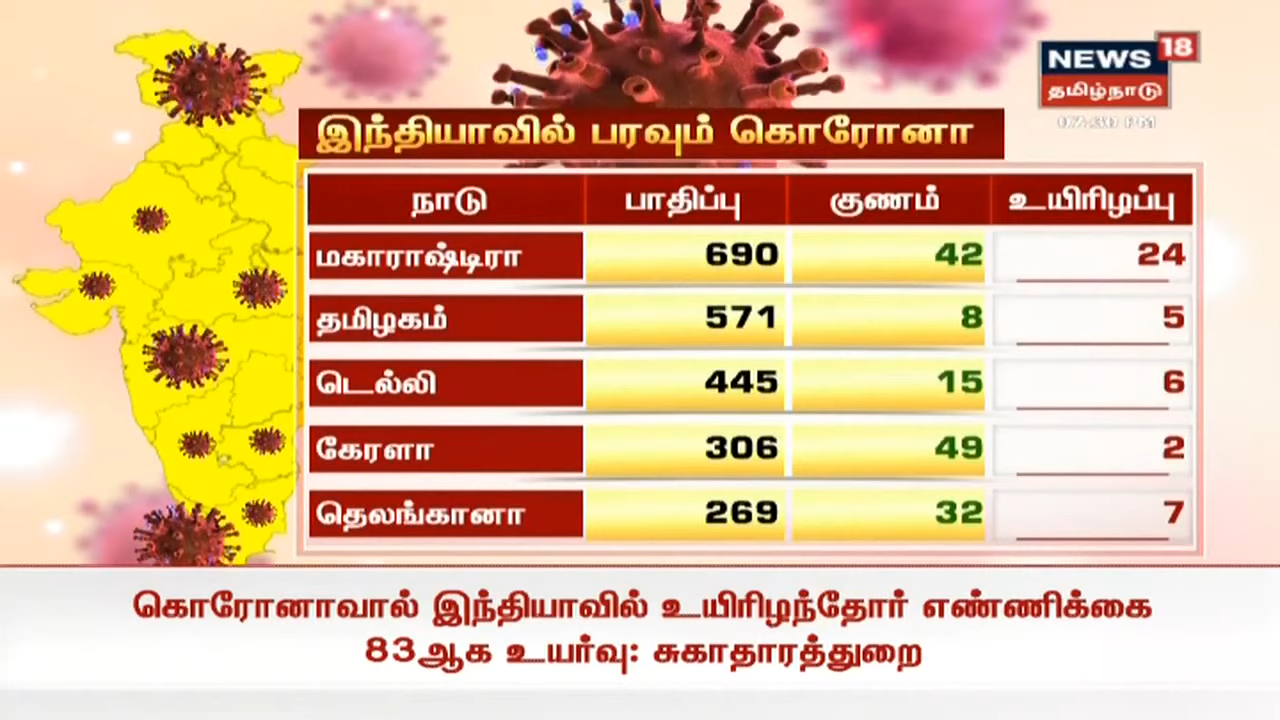 NEWS 18
தமிழ்நாடு
07:30 PM
இந்தியாவில் பரவும் கொரோனா
நாடு பாதிப்பு குணம் உயிரிழப்பு
மகாராஷ்டிரா 690 42 24
தமிழகம் 571 8 5
டெல்லி 445 15 6
கேரளா 306 49 2
தெலங்கானா 269 32 7
கொரோனாவால் இந்தியாவில் உயிரிழந்தோர் எண்ணிக்கை
83ஆக உயர்வு: சுகாதாரத்துறை